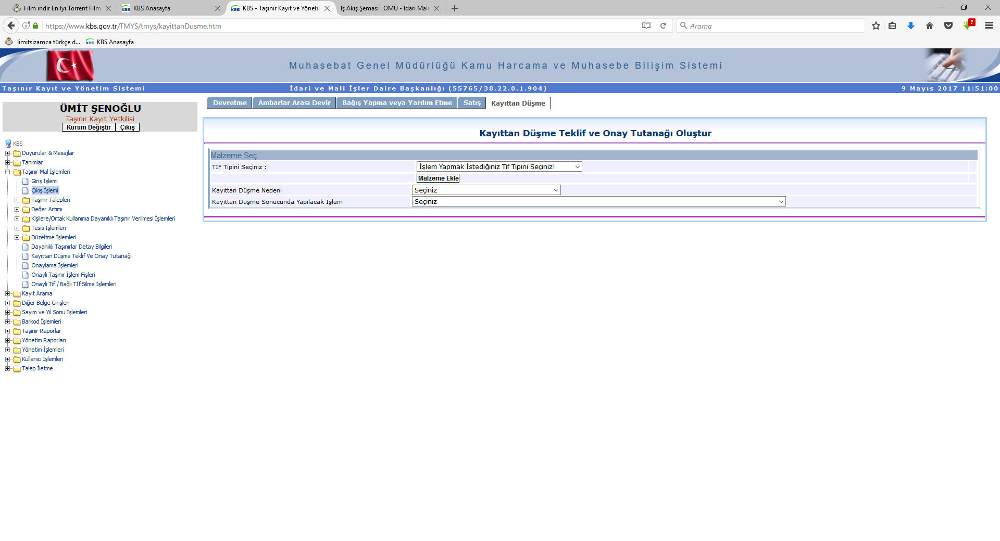 Film indir En İyi Torrent Film
KBS Anasayfa
KBS - Taşınır Kayıt ve Yönetir
İş Akış Şeması | OMÜ - İdari Mali
https://www.kbs.gov.tr/TMYS/tmys/kayittanDusme.htm
Arama
limitsizamca türkçe d...
KBS Anasayfa
Muhasebat Genel Müdürlüğü Kamu Harcama ve Muhasebe Bilişim Sistemi
Taşınır Kayıt ve Yönetim Sistemi
İdari ve Mali İşler Daire Başkanlığı (55765/38.22.0.1.904)
9 Mayıs 2017 11:51:00
ÜMİT ŞENOĞLU
Taşınır Kayıt Yetkilisi
Kurum Değiştir
Çıkış
KBS
Duyurular & Mesajlar
Tanımlar
Taşınır Mal İşlemleri
Giriş İşlemi
Çıkış İşlemi
Taşınır Talepleri
Değer Artımı
Kişilere/Ortak Kullanıma Dayanıklı Taşınır Verilmesi İşlemleri
Tesis İşlemleri
Düzeltme İşlemleri
Dayanıklı Taşınırlar Detay Bilgileri
Kayıttan Düşme Teklif Ve Onay Tutanağı
Onaylama İşlemleri
Onaylı Taşınır İşlem Fişleri
Onaylı Tif / Bağlı Tİf Silme İşlemleri
Kayıt Arama
Diğer Belge Girişleri
Sayım ve Yıl Sonu İşlemleri
Barkod İşlemleri
Taşınır Raporlar
Yönetim Raporları
Yönetim İşlemleri
Kullanıcı İşlemleri
Talep İletme
Devretme
Ambarlar Arası Devir
Bağış Yapma veya Yardım Etme
Satış
Kayıttan Düşme
Kayıttan Düşme Teklif ve Onay Tutanağı Oluştur
Malzeme Seç
TİF Tipini Seçiniz :
İşlem Yapmak İstediğiniz Tif Tipini Seçiniz!
Malzeme Ekle
Kayıttan Düşme Nedeni
Seçiniz
Kayıttan Düşme Sonucunda Yapılacak İşlem
Seçiniz